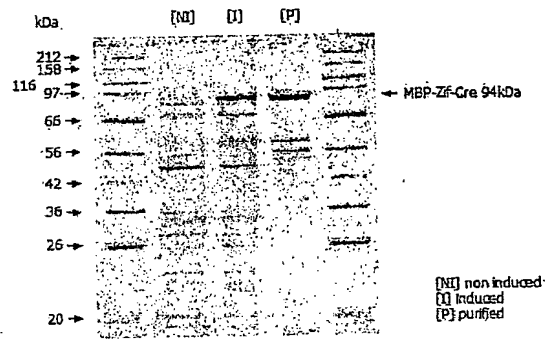 kDa
[NI] [I] [P]
212
158
116
97
66
56
42
36
26
20
MBP-Zif-Cre 94kDa
[NI] non induced
[I] Induced
[P] purified